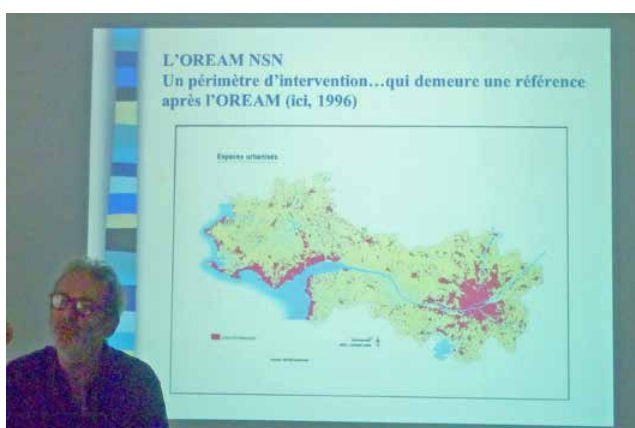 L'OREAM NSN
Un périmètre d'intervention…qui demeure une référence
après l'OREAM (ici, 1996)
Espaces urbanisés